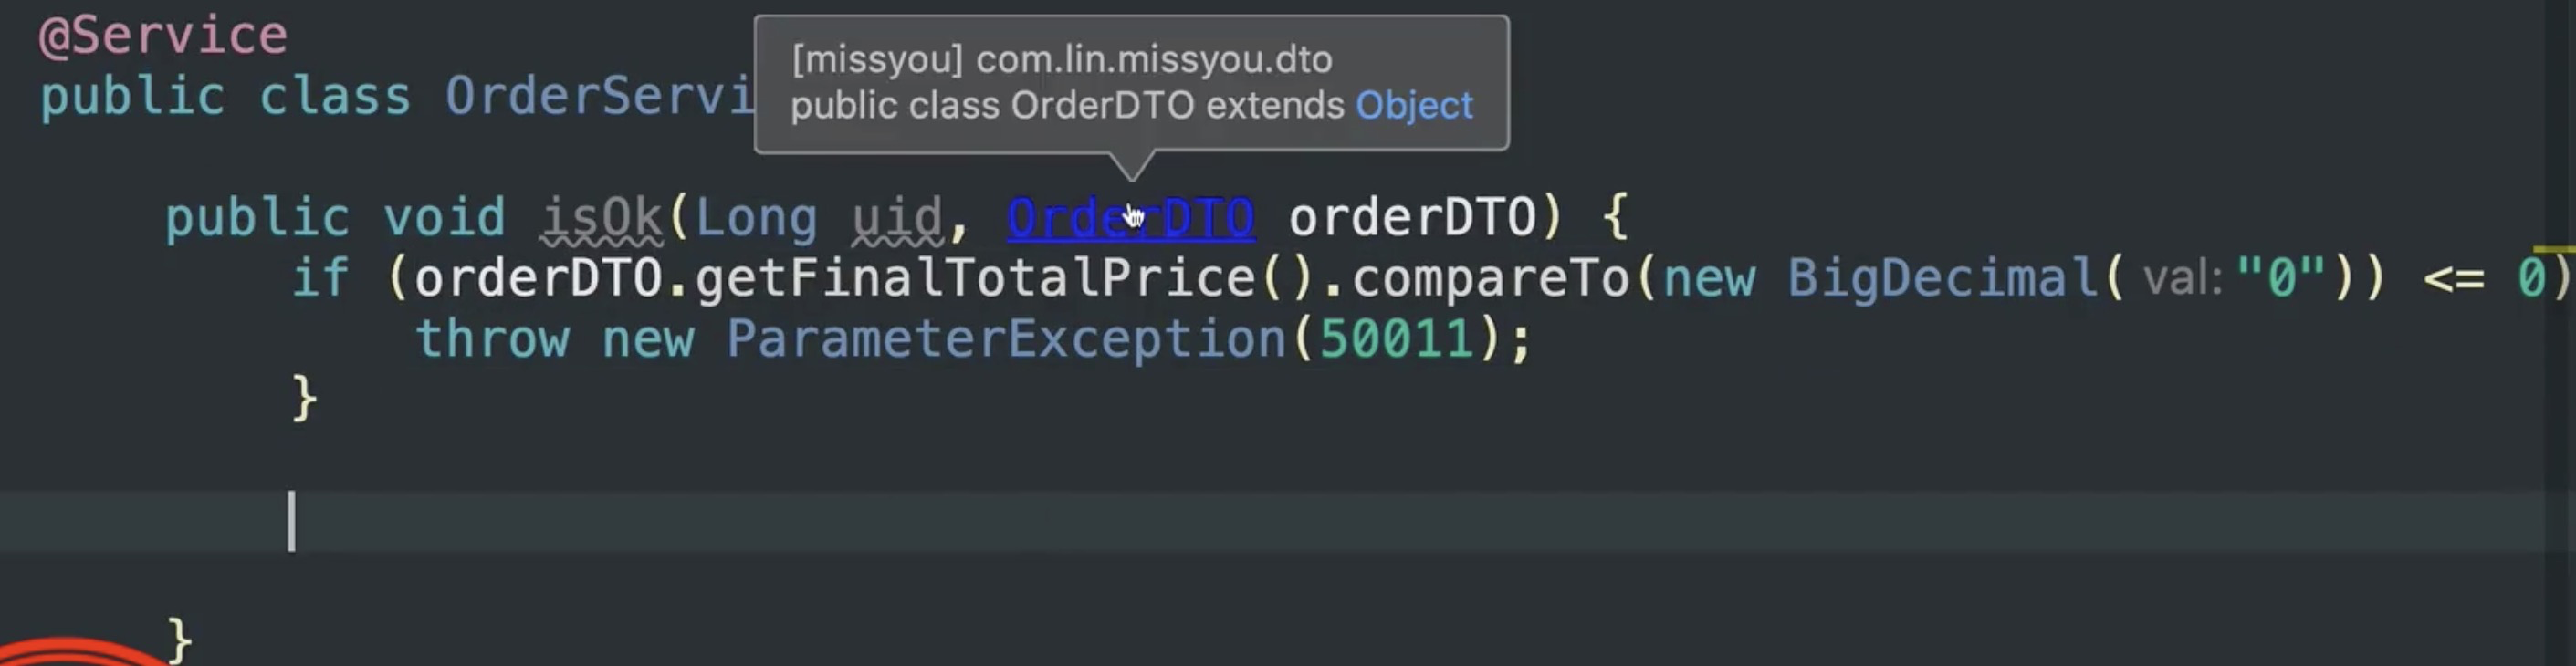 @Service
public class OrderServi
[missyou] com.lin.missyou.dto
public class OrderDTO extends Object
public void isOk(Long uid, OrderDTO orderDTO) {
if (orderDTO.getFinalTotalPrice().compareTo(new BigDecimal( val: "0")) <= 0)
throw new ParameterException(50011);
}
}